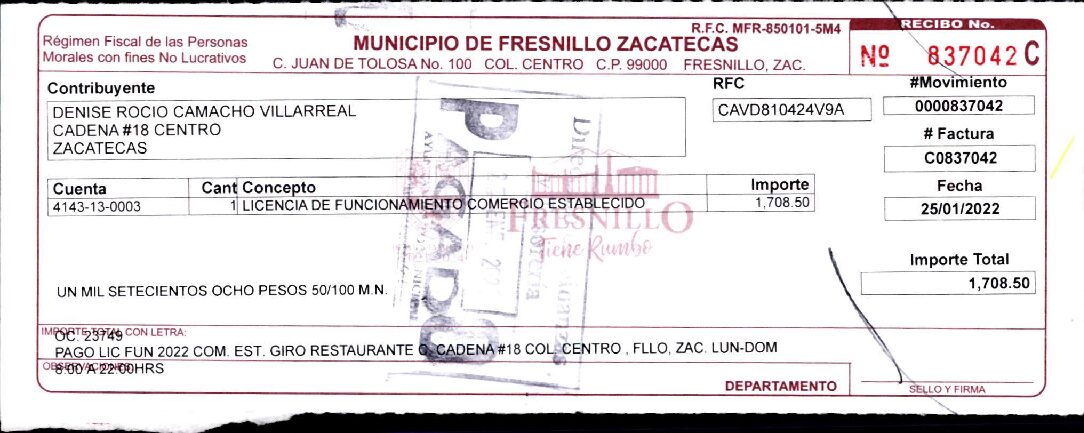 Régimen Fiscal de las Personas
Morales con fines No Lucrativos
R.F.C. MFR-850101-5M4
MUNICIPIO DE FRESNILLO ZACATECAS
C. JUAN DE TOLOSA No. 100 COL. CENTRO C.P. 99000 FRESNILLO, ZAC.
RECIBO No.
Nº 837042 C
Contribuyente
DENISE ROCIO CAMACHO VILLARREAL
CADENA #18 CENTRO
ZACATECAS
RFC
CAVD810424V9A
#Movimiento
0000837042
# Factura
C0837042
Fecha
25/01/2022
Cuenta Cant Concepto Importe
4143-13-0003 1 LICENCIA DE FUNCIONAMIENTO COMERCIO ESTABLECIDO 1,708.50
FRESNILLO
Tiene Rumbo
PAGADO
Importe Total
1,708.50
UN MIL SETECIENTOS OCHO PESOS 50/100 M.N.
IMPORTE TOTAL CON LETRA:
OC. 23749
PAGO LIC FUN 2022 COM. EST. GIRO RESTAURANTE C. CADENA #18 COL. CENTRO , FLLO, ZAC. LUN-DOM
OBSERVACIONES
8:00 A 22:00HRS
DEPARTAMENTO
SELLO Y FIRMA